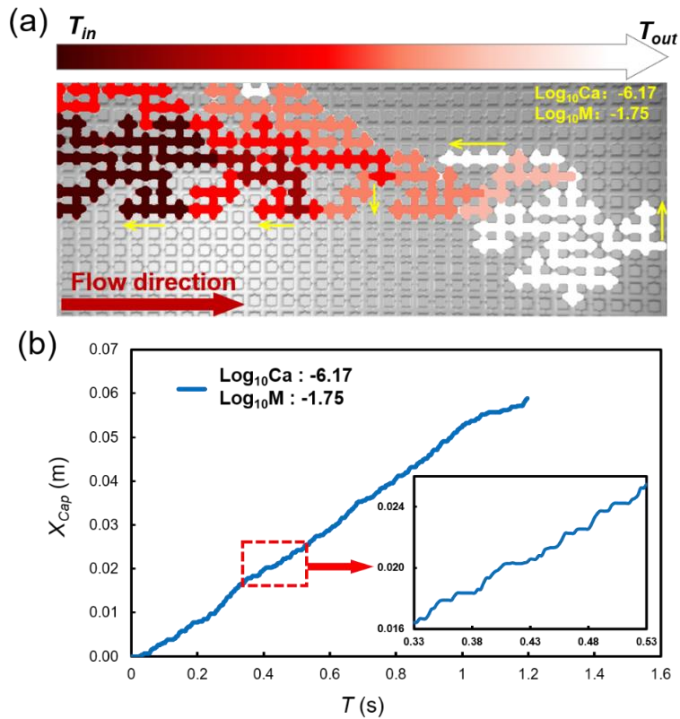 (a)
T_in
T_out
Log₁₀Ca: -6.17
Log₁₀M: -1.75
Flow direction
(b)
0.07
0.06
0.05
0.04
0.03
0.02
0.01
0.00
X_Cap (m)
Log₁₀Ca : -6.17
Log₁₀M : -1.75
0.024
0.020
0.016
0.33 0.38 0.43 0.48 0.53
0 0.2 0.4 0.6 0.8 1 1.2 1.4 1.6
T (s)